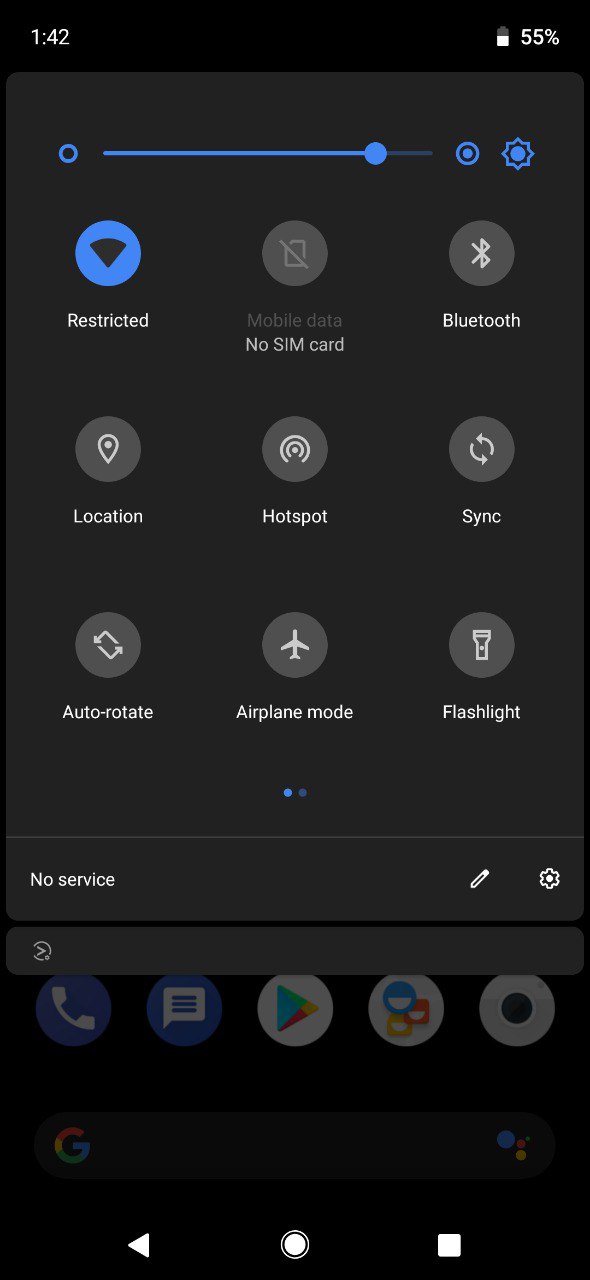 1:42
55%
Restricted
Mobile data
No SIM card
Bluetooth
Location
Hotspot
Sync
Auto-rotate
Airplane mode
Flashlight
No service
G